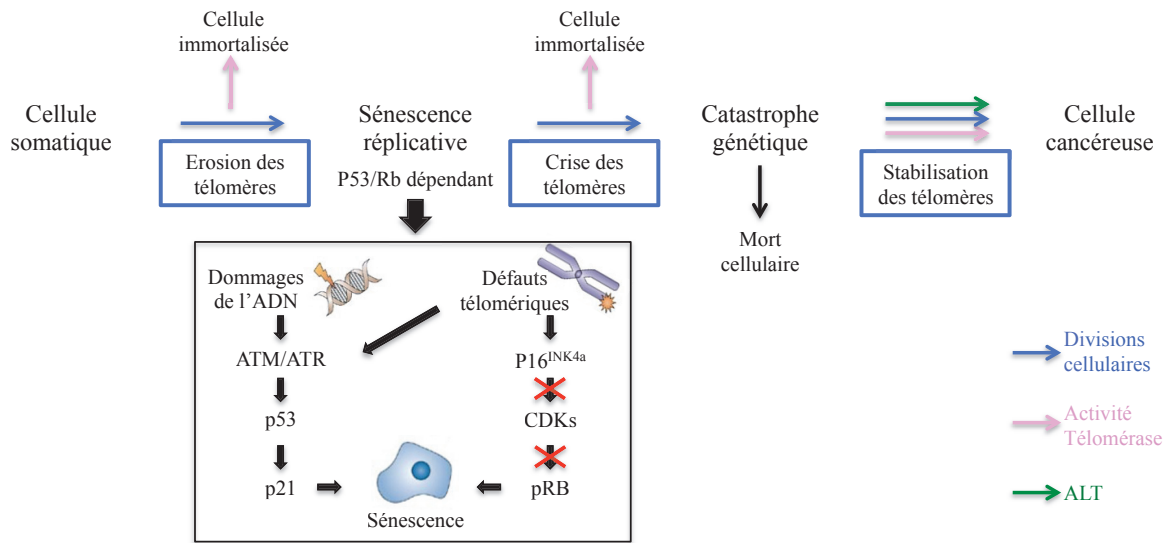 Cellule
immortalisée
Cellule
immortalisée
Cellule
somatique
Erosion des
télomères
Sénescence
réplicative
P53/Rb dépendant
Crise des
télomères
Catastrophe
génétique
Mort
cellulaire
Stabilisation
des télomères
Cellule
cancéreuse
Dommages
de l’ADN
Défauts
télomériques
ATM/ATR
P16INK4a
p53
CDKs
p21
pRB
Sénescence
Divisions
cellulaires
Activité
Télomérase
ALT